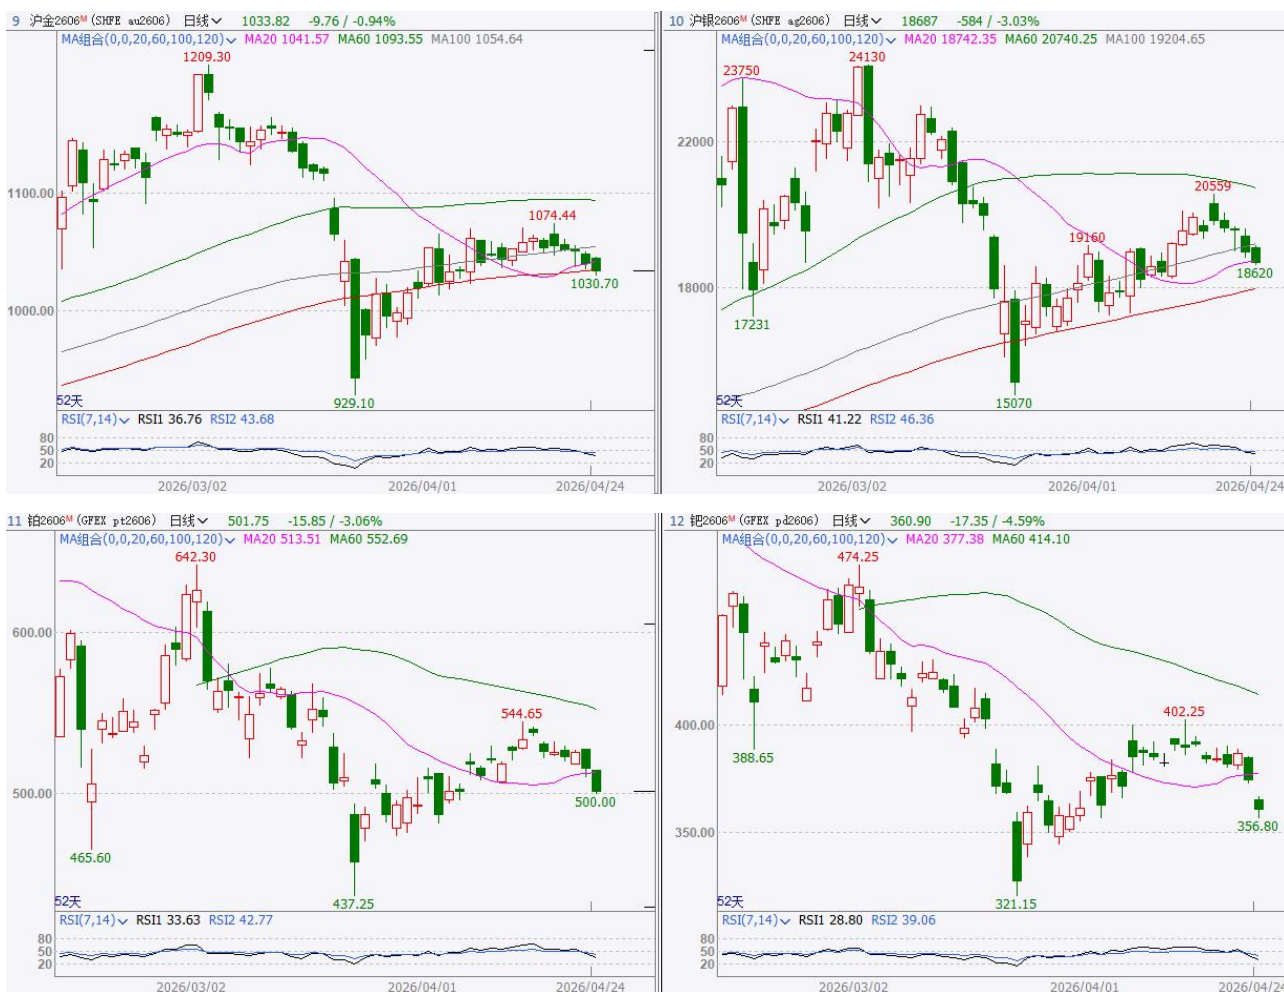 9 沪金2606M (SHFE au2606) 日线 1033.82 -9.76 / -0.94%
MA组合(0,0,20,60,100,120) MA20 1041.57 MA60 1093.55 MA100 1054.64
1209.30
1100.00
1074.44
1030.70
1000.00
929.10
52天
RSI(7,14) RSI1 36.76 RSI2 43.68
80
50
20
2026/03/02 2026/04/01 2026/04/24
10 沪银2606M (SHFE ag2606) 日线 18687 -584 / -3.03%
MA组合(0,0,20,60,100,120) MA20 18742.35 MA60 20740.25 MA100 19204.65
24130
23750
22000
20559
19160
18620
18000
17231
15070
52天
RSI(7,14) RSI1 41.22 RSI2 46.36
80
50
20
2026/03/02 2026/04/01 2026/04/24
11 铂2606M (GFEX pt2606) 日线 501.75 -15.85 / -3.06%
MA组合(0,0,20,60,100,120) MA20 513.51 MA60 552.69
642.30
600.00
544.65
500.00
500.00
465.60
437.25
52天
RSI(7,14) RSI1 33.63 RSI2 42.77
80
50
20
2026/03/02 2026/04/01 2026/04/24
12 钯2606M (GFEX pd2606) 日线 360.90 -17.35 / -4.59%
MA组合(0,0,20,60,100,120) MA20 377.38 MA60 414.10
474.25
402.25
400.00
388.65
356.80
350.00
321.15
52天
RSI(7,14) RSI1 28.80 RSI2 39.06
80
50
20
2026/03/02 2026/04/01 2026/04/24